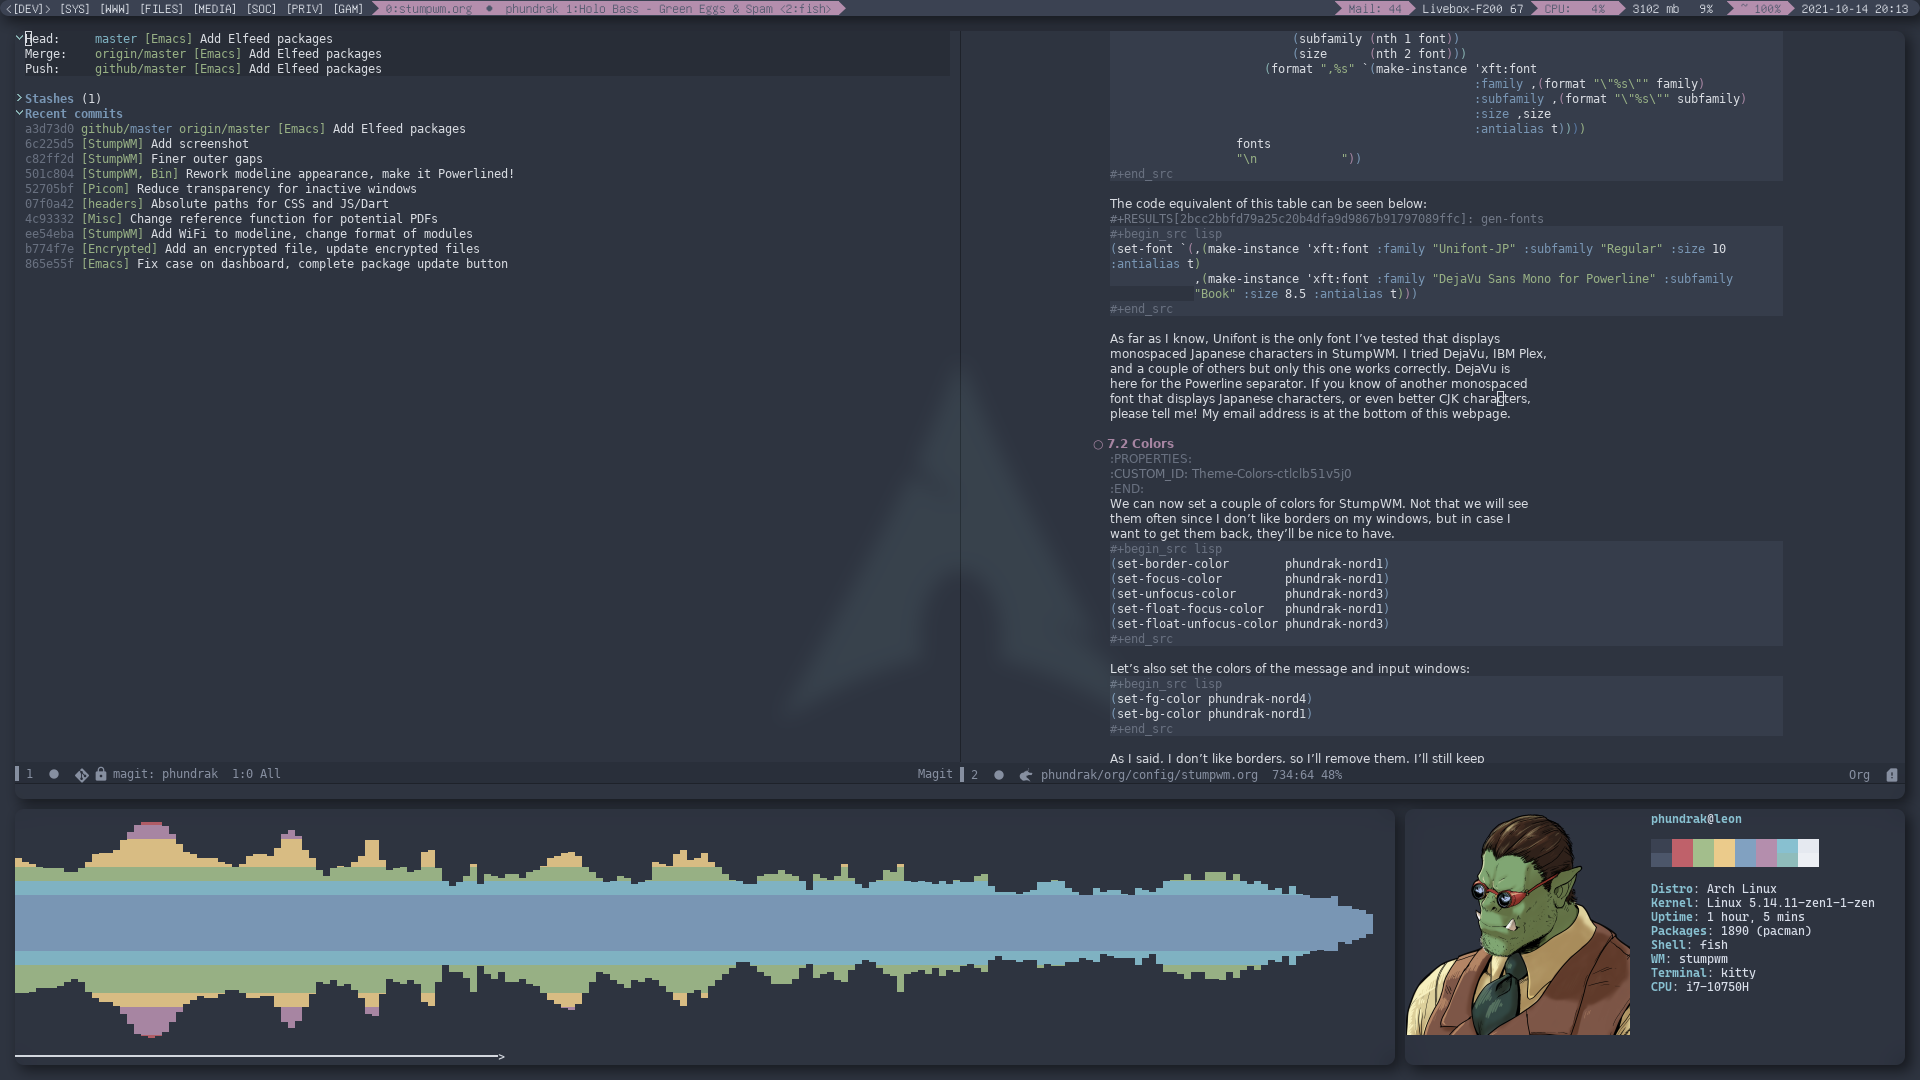 <[DEV]> [SYS] [WWW] [FILES] [MEDIA] [SOC] [PRIV] [GAM] 0:stumpwm.org ● phundrak 1:Holo Bass - Green Eggs & Spam <2:fish> Mail: 44 Livebox-F200 67 CPU: 4% 3102 mb 9% ~ 100% 2021-10-14 20:13
Head: master [Emacs] Add Elfeed packages
Merge: origin/master [Emacs] Add Elfeed packages
Push: github/master [Emacs] Add Elfeed packages
Stashes (1)
Recent commits
a3d73d0 github/master origin/master [Emacs] Add Elfeed packages
6c225d5 [StumpWM] Add screenshot
c82ff2d [StumpWM] Finer outer gaps
501c804 [StumpWM, Bin] Rework modeline appearance, make it Powerlined!
52705bf [Picom] Reduce transparency for inactive windows
07f0a42 [headers] Absolute paths for CSS and JS/Dart
4c93332 [Misc] Change reference function for potential PDFs
ee54eba [StumpWM] Add WiFi to modeline, change format of modules
b774f7e [Encrypted] Add an encrypted file, update encrypted files
865e55f [Emacs] Fix case on dashboard, complete package update button
1 ● magit: phundrak 1:0 All Magit
(subfamily (nth 1 font))
(size (nth 2 font)))
(format ",%s" `(make-instance 'xft:font
:family ,(format "\"%s\"" family)
:subfamily ,(format "\"%s\"" subfamily)
:size ,size
:antialias t))))
fonts
"\n "))
#+end_src
The code equivalent of this table can be seen below:
#+RESULTS[2bcc2bbfd79a25c20b4dfa9d9867b91797089ffc]: gen-fonts
#+begin_src lisp
(set-font `(,(make-instance 'xft:font :family "Unifont-JP" :subfamily "Regular" :size 10
:antialias t)
,(make-instance 'xft:font :family "DejaVu Sans Mono for Powerline" :subfamily
"Book" :size 8.5 :antialias t)))
#+end_src
As far as I know, Unifont is the only font I’ve tested that displays
monospaced Japanese characters in StumpWM. I tried DejaVu, IBM Plex,
and a couple of others but only this one works correctly. DejaVu is
here for the Powerline separator. If you know of another monospaced
font that displays Japanese characters, or even better CJK characters,
please tell me! My email address is at the bottom of this webpage.
○ 7.2 Colors
:PROPERTIES:
:CUSTOM_ID: Theme-Colors-ctlclb51v5j0
:END:
We can now set a couple of colors for StumpWM. Not that we will see
them often since I don’t like borders on my windows, but in case I
want to get them back, they’ll be nice to have.
#+begin_src lisp
(set-border-color phundrak-nord1)
(set-focus-color phundrak-nord1)
(set-unfocus-color phundrak-nord3)
(set-float-focus-color phundrak-nord1)
(set-float-unfocus-color phundrak-nord3)
#+end_src
Let’s also set the colors of the message and input windows:
#+begin_src lisp
(set-fg-color phundrak-nord4)
(set-bg-color phundrak-nord1)
#+end_src
As I said, I don’t like borders, so I’ll remove them. I’ll still keep
2 ● phundrak/org/config/stumpwm.org 734:64 48% Org
phundrak@leon
Distro: Arch Linux
Kernel: Linux 5.14.11-zen1-1-zen
Uptime: 1 hour, 5 mins
Packages: 1890 (pacman)
Shell: fish
WM: stumpwm
Terminal: kitty
CPU: i7-10750H